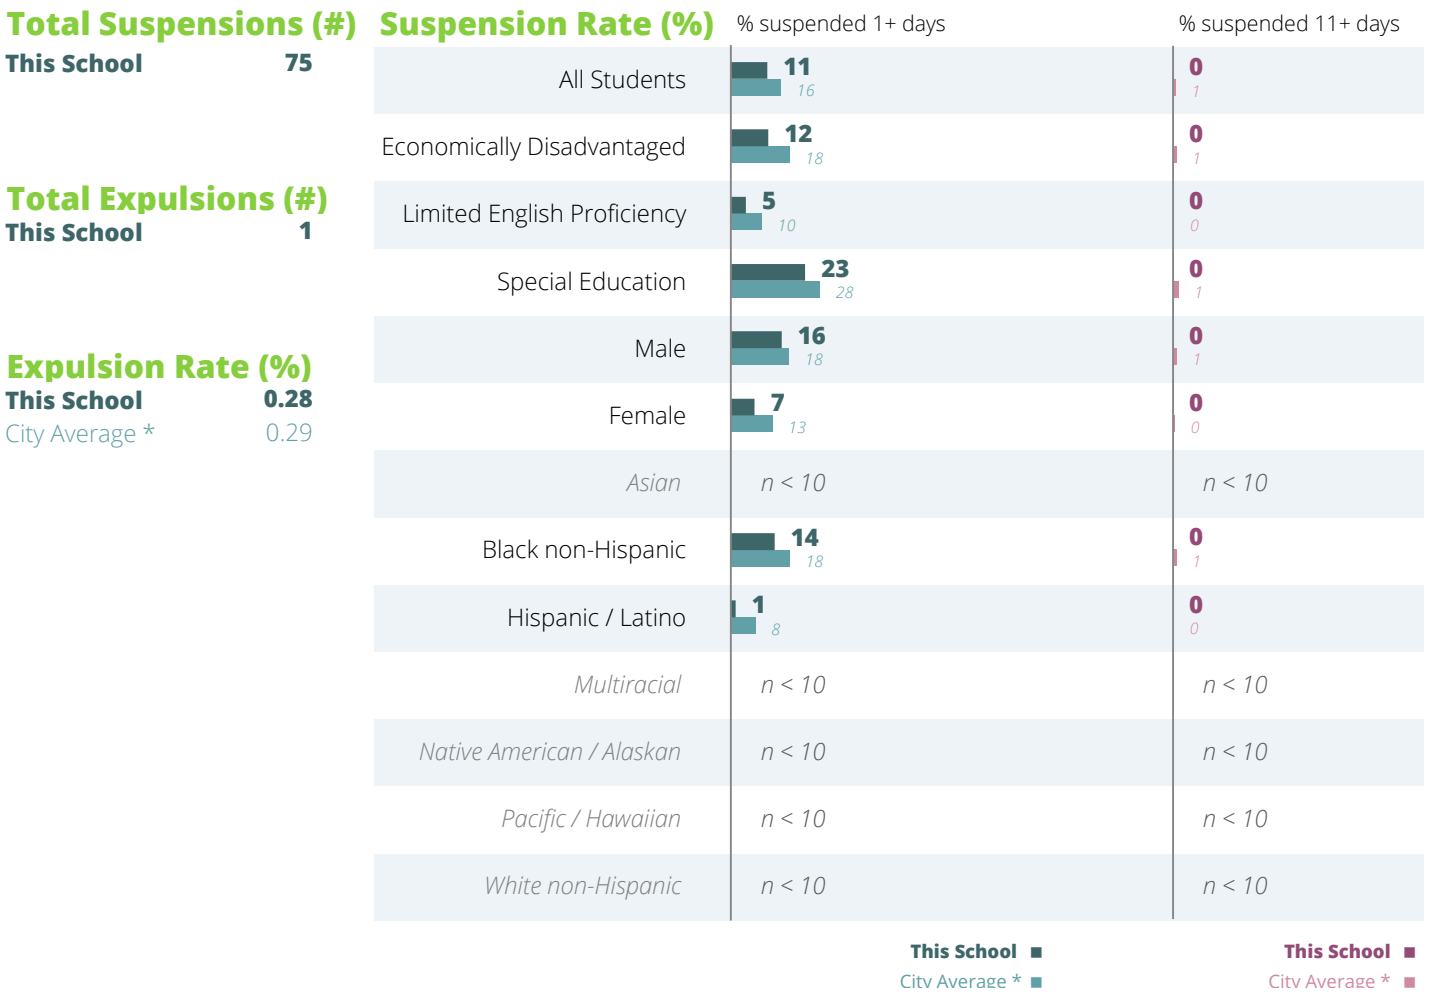 Total Suspensions (#)
This School 75
Total Expulsions (#)
This School 1
Expulsion Rate (%)
This School 0.28
City Average * 0.29
Suspension Rate (%) % suspended 1+ days % suspended 11+ days
All Students 11 0
16 1
Economically Disadvantaged 12 0
18 1
Limited English Proficiency 5 0
10 0
Special Education 23 0
28 1
Male 16 0
18 1
Female 7 0
13 0
Asian n < 10 n < 10
Black non-Hispanic 14 0
18 1
Hispanic / Latino 1 0
8 0
Multiracial n < 10 n < 10
Native American / Alaskan n < 10 n < 10
Pacific / Hawaiian n < 10 n < 10
White non-Hispanic n < 10 n < 10
This School This School
City Average * City Average *